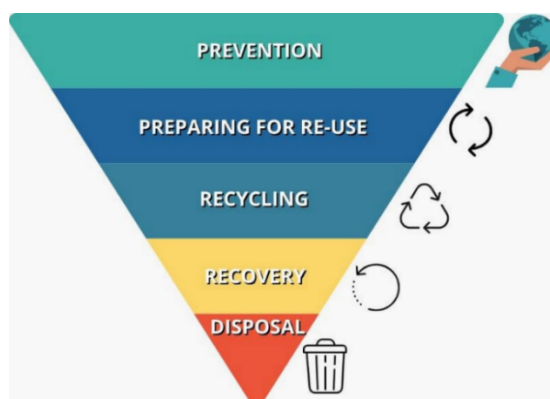 PREVENTION
PREPARING FOR RE-USE
RECYCLING
RECOVERY
DISPOSAL